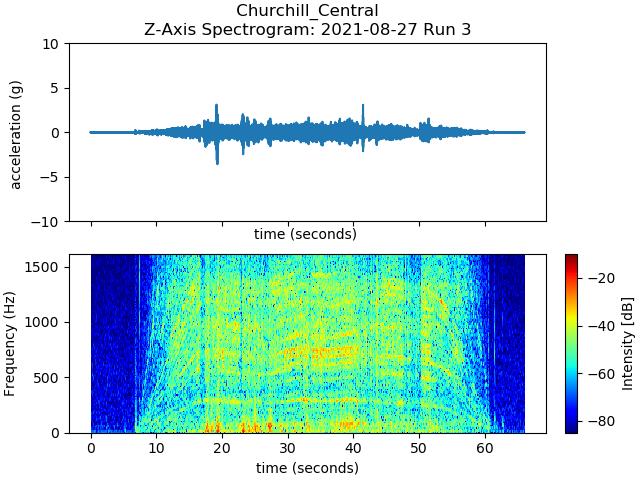 Churchill_Central
Z-Axis Spectrogram: 2021-08-27 Run 3
10
5
0
−5
−10
acceleration (g)
time (seconds)
1500
1000
500
0
Frequency (Hz)
0 10 20 30 40 50 60
time (seconds)
−20
−40
−60
−80
Intensity [dB]